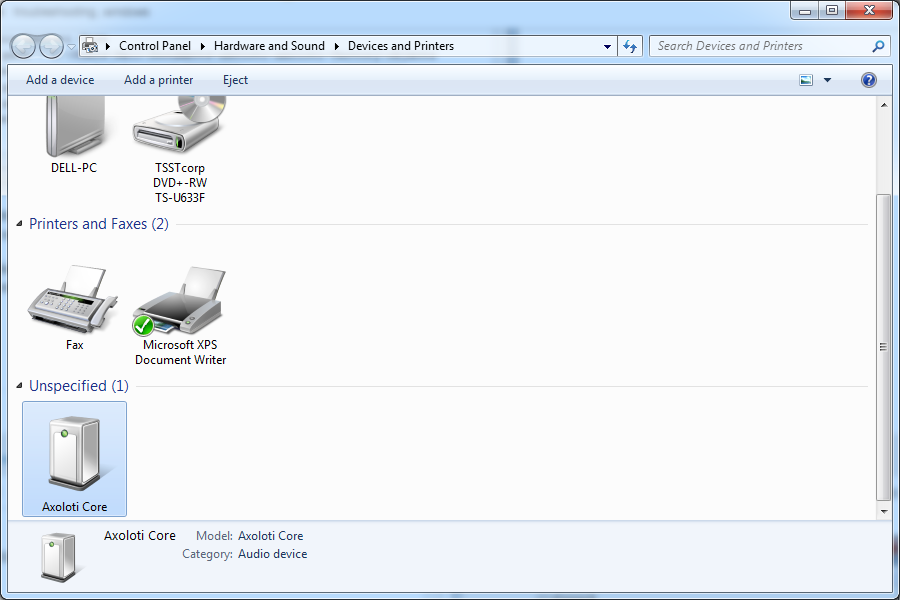 Control Panel Hardware and Sound Devices and Printers Search Devices and Printers
Add a device Add a printer Eject
DELL-PC
TSSTcorp
DVD+-RW
TS-U633F
Printers and Faxes (2)
Fax
Microsoft XPS
Document Writer
Unspecified (1)
Axoloti Core
Axoloti Core Model: Axoloti Core
Category: Audio device